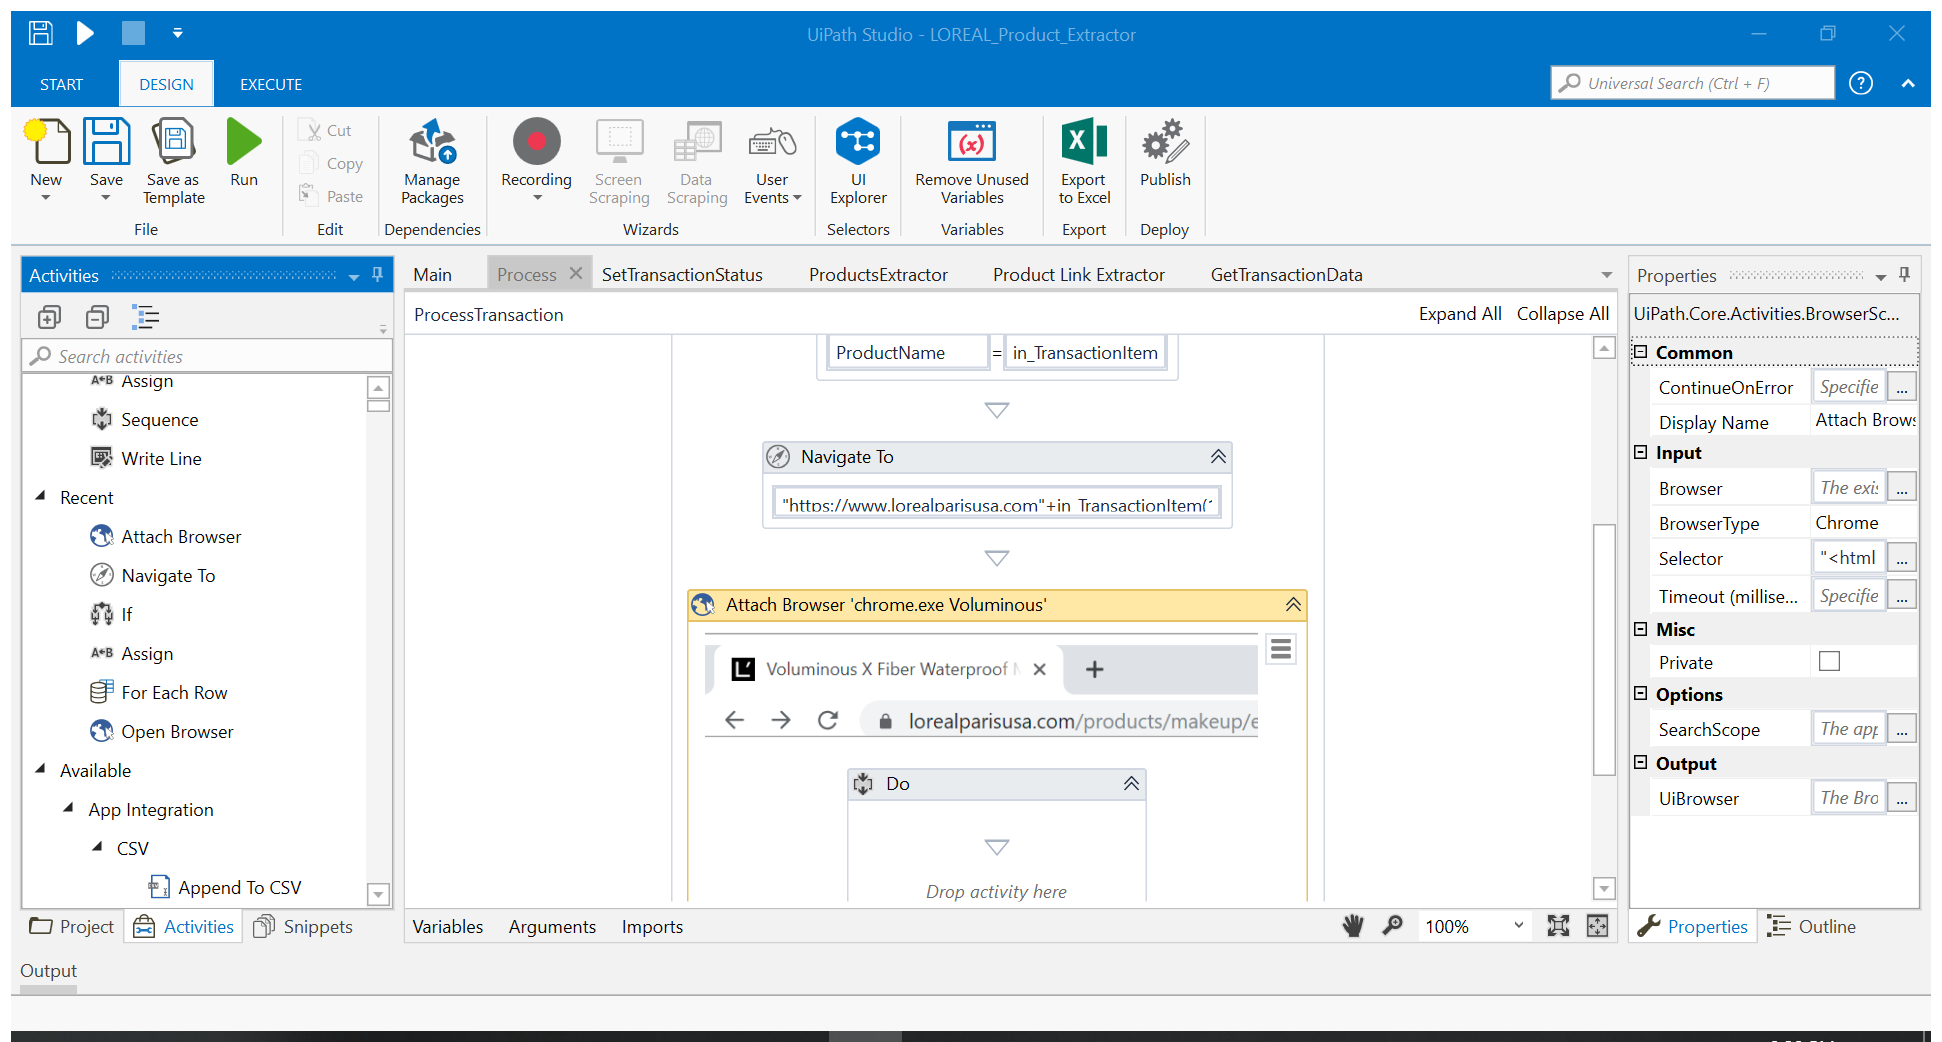 UiPath Studio - LOREAL_Product_Extractor
START
DESIGN
EXECUTE
Universal Search (Ctrl + F)
New
Save
Save as
Template
Run
File
Cut
Copy
Paste
Edit
Manage
Packages
Dependencies
Recording
Screen
Scraping
Data
Scraping
User
Events
Wizards
UI
Explorer
Selectors
Remove Unused
Variables
Variables
Export
to Excel
Export
Publish
Deploy
Activities
Search activities
Assign
Sequence
Write Line
Recent
Attach Browser
Navigate To
If
Assign
For Each Row
Open Browser
Available
App Integration
CSV
Append To CSV
Project
Activities
Snippets
Main
Process
SetTransactionStatus
ProductsExtractor
Product Link Extractor
GetTransactionData
ProcessTransaction
Expand All
Collapse All
ProductName = in_TransactionItem
Navigate To
"https://www.lorealparisusa.com"+in_TransactionItem(
Attach Browser 'chrome.exe Voluminous'
Voluminous X Fiber Waterproof
lorealparisusa.com/products/makeup/e
Do
Drop activity here
Variables
Arguments
Imports
100%
Properties
UiPath.Core.Activities.BrowserSc...
Common
ContinueOnError Specifie ...
Display Name Attach Brows
Input
Browser The exis ...
BrowserType Chrome
Selector "<html ...
Timeout (millise... Specifie ...
Misc
Private
Options
SearchScope The app ...
Output
UiBrowser The Bro ...
Properties
Outline
Output